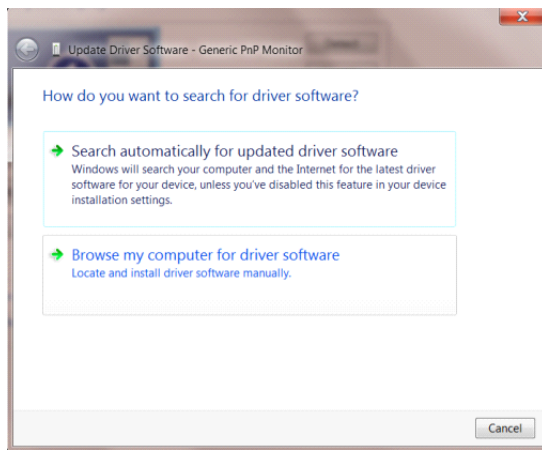 Update Driver Software - Generic PnP Monitor
How do you want to search for driver software?
Search automatically for updated driver software
Windows will search your computer and the Internet for the latest driver
software for your device, unless you've disabled this feature in your device
installation settings.
Browse my computer for driver software
Locate and install driver software manually.
Cancel